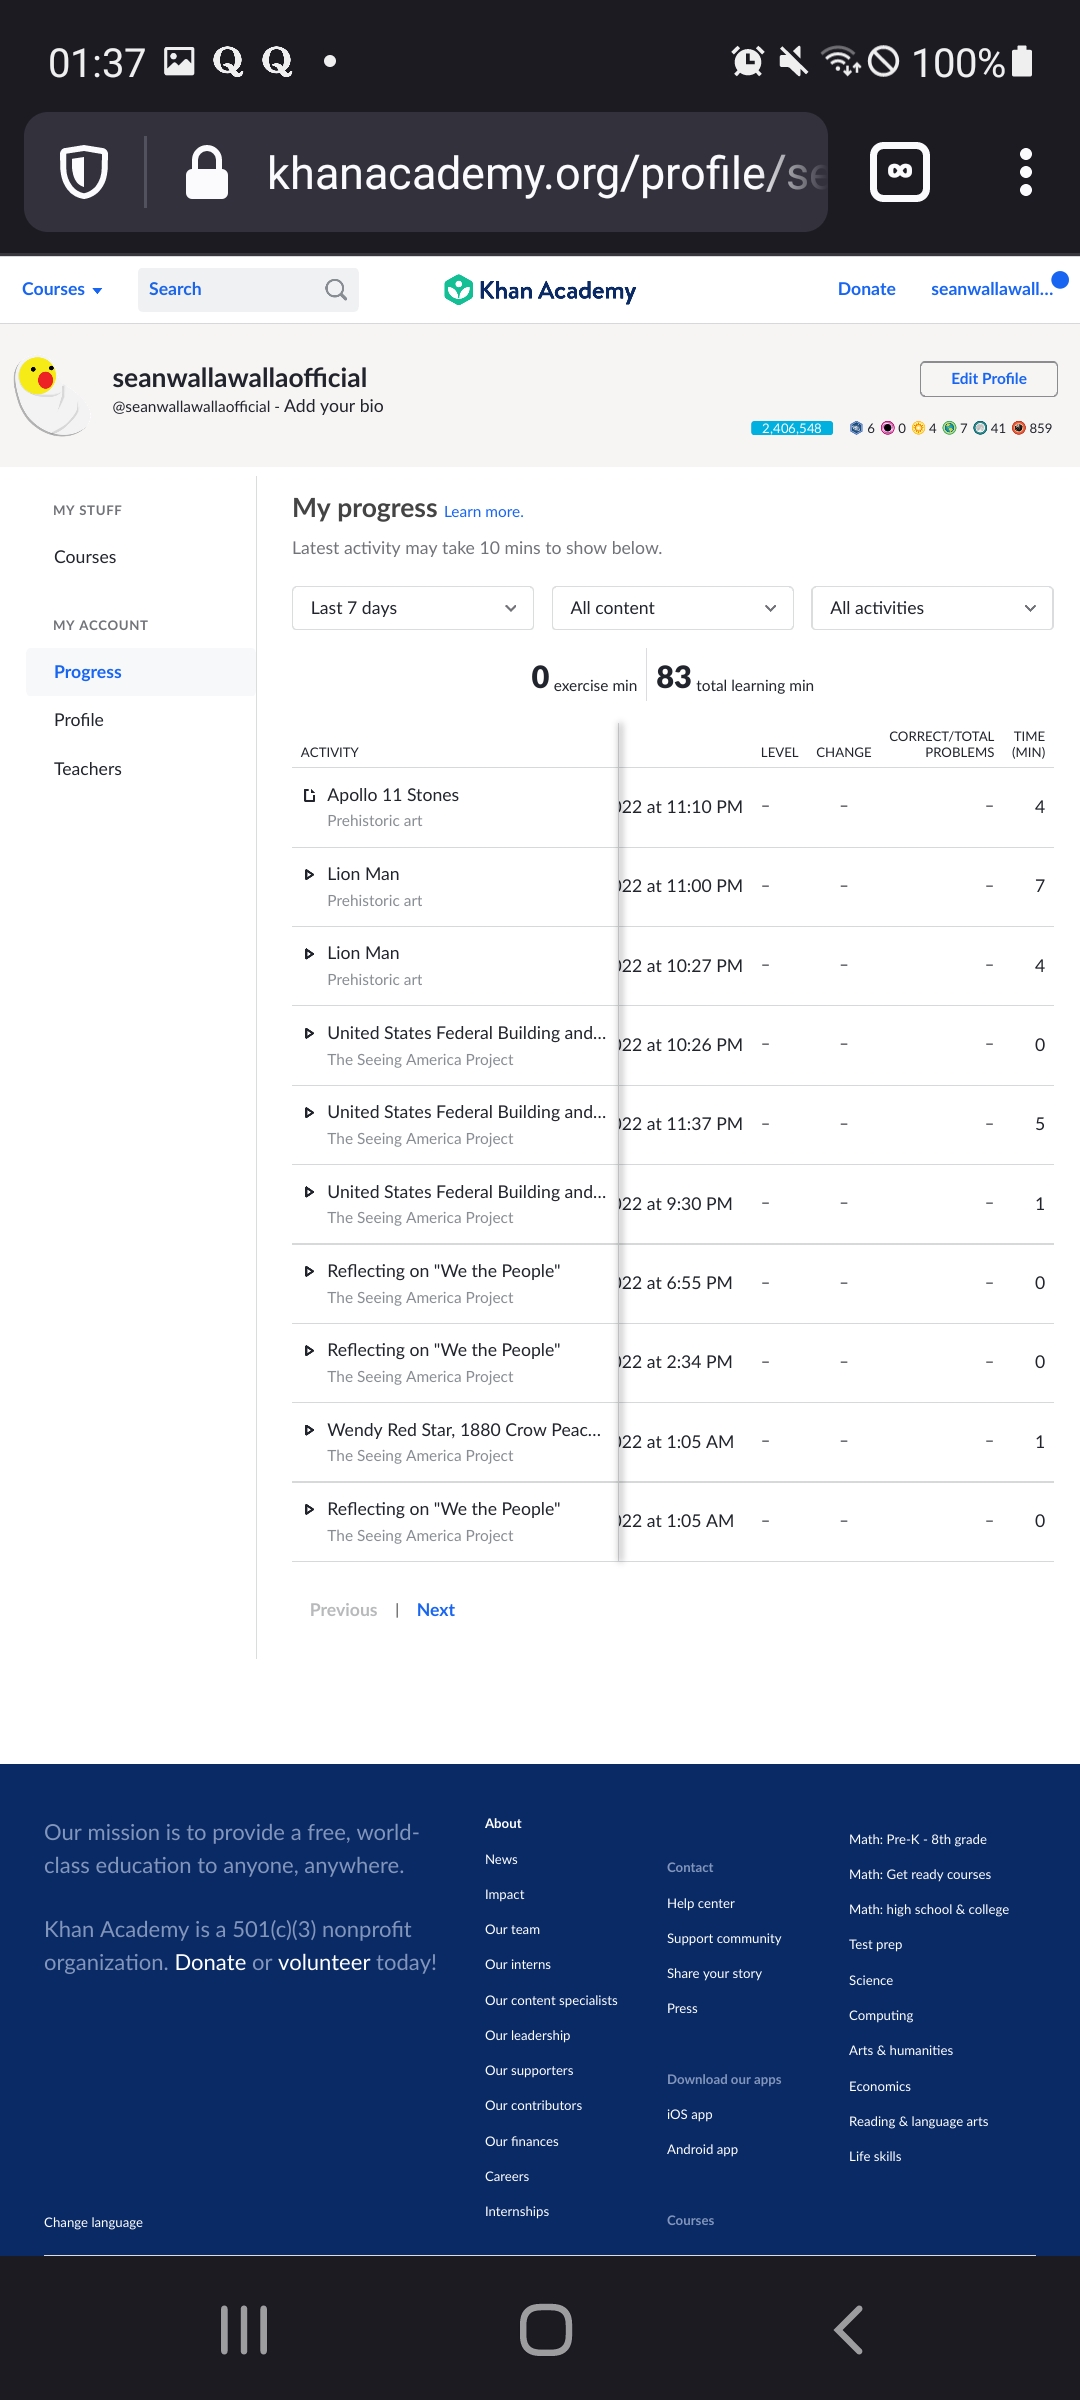 01:37 100%
khanacademy.org/profile/se
Courses Search Khan Academy Donate seanwallawall...
seanwallawallaofficial
@seanwallawallaofficial - Add your bio
Edit Profile
2,406,548 6 0 4 7 41 859
MY STUFF
Courses
MY ACCOUNT
Progress
Profile
Teachers
My progress Learn more.
Latest activity may take 10 mins to show below.
Last 7 days All content All activities
0 exercise min 83 total learning min
ACTIVITY LEVEL CHANGE CORRECT/TOTAL PROBLEMS TIME (MIN)
Apollo 11 Stones
Prehistoric art
022 at 11:10 PM – – – 4
Lion Man
Prehistoric art
022 at 11:00 PM – – – 7
Lion Man
Prehistoric art
022 at 10:27 PM – – – 4
United States Federal Building and...
The Seeing America Project
022 at 10:26 PM – – – 0
United States Federal Building and...
The Seeing America Project
022 at 11:37 PM – – – 5
United States Federal Building and...
The Seeing America Project
022 at 9:30 PM – – – 1
Reflecting on "We the People"
The Seeing America Project
022 at 6:55 PM – – – 0
Reflecting on "We the People"
The Seeing America Project
022 at 2:34 PM – – – 0
Wendy Red Star, 1880 Crow Peac...
The Seeing America Project
022 at 1:05 AM – – – 1
Reflecting on "We the People"
The Seeing America Project
022 at 1:05 AM – – – 0
Previous | Next
Our mission is to provide a free, world-
class education to anyone, anywhere.
Khan Academy is a 501(c)(3) nonprofit
organization. Donate or volunteer today!
Change language
About
News
Impact
Our team
Our interns
Our content specialists
Our leadership
Our supporters
Our contributors
Our finances
Careers
Internships
Contact
Help center
Support community
Share your story
Press
Download our apps
iOS app
Android app
Courses
Math: Pre-K - 8th grade
Math: Get ready courses
Math: high school & college
Test prep
Science
Computing
Arts & humanities
Economics
Reading & language arts
Life skills